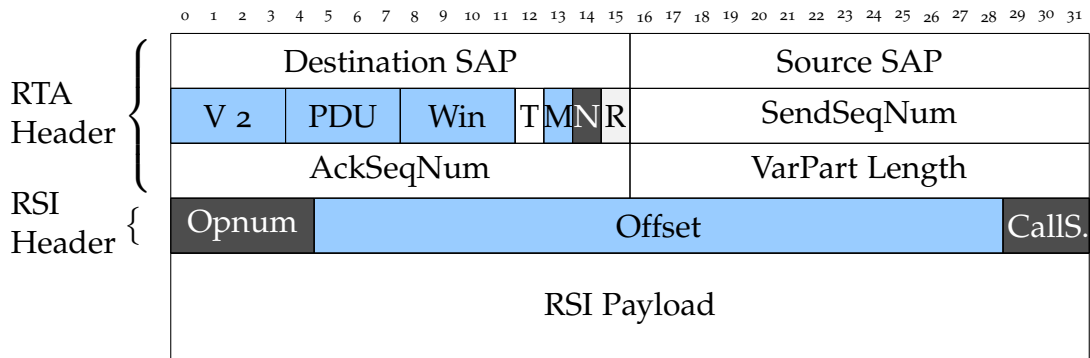 0 1 2 3 4 5 6 7 8 9 10 11 12 13 14 15 16 17 18 19 20 21 22 23 24 25 26 27 28 29 30 31
Destination SAP Source SAP
RTA Header
V 2 PDU Win T M N R SendSeqNum
AckSeqNum VarPart Length
RSI Header
Opnum Offset CallS.
RSI Payload